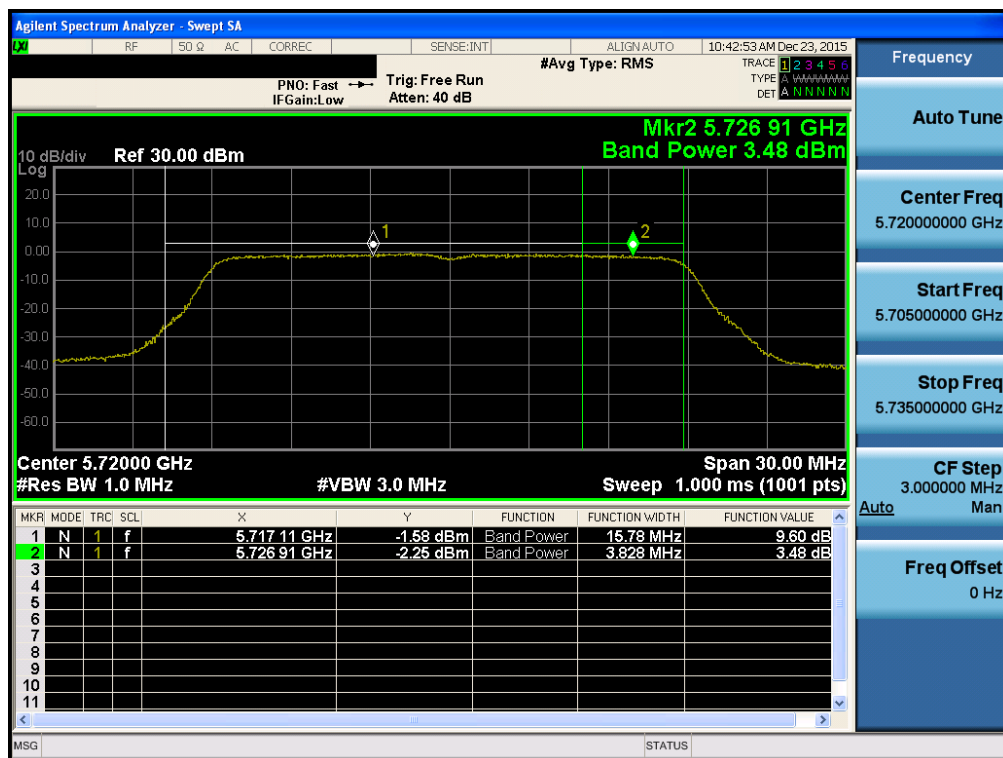 Agilent Spectrum Analyzer - Swept SA
LXI RF 50 Ω AC CORREC SENSE:INT ALIGN AUTO 10:42:53 AM Dec 23, 2015
#Avg Type: RMS TRACE 1 2 3 4 5 6
PNO: Fast Trig: Free Run TYPE A
IFGain:Low Atten: 40 dB DET A N N N N N
Mkr2 5.726 91 GHz
10 dB/div Ref 30.00 dBm Band Power 3.48 dBm
Log
20.0
10.0
0.00
-10.0
-20.0
-30.0
-40.0
-50.0
-60.0
1
2
Center 5.72000 GHz Span 30.00 MHz
#Res BW 1.0 MHz #VBW 3.0 MHz Sweep 1.000 ms (1001 pts)
MKR MODE TRC SCL X Y FUNCTION FUNCTION WIDTH FUNCTION VALUE
1 N 1 f 5.717 11 GHz -1.58 dBm Band Power 15.78 MHz 9.60 dB
2 N 1 f 5.726 91 GHz -2.25 dBm Band Power 3.828 MHz 3.48 dB
3
4
5
6
7
8
9
10
11
MSG STATUS
Frequency
Auto Tune
Center Freq
5.720000000 GHz
Start Freq
5.705000000 GHz
Stop Freq
5.735000000 GHz
CF Step
3.000000 MHz
Auto Man
Freq Offset
0 Hz